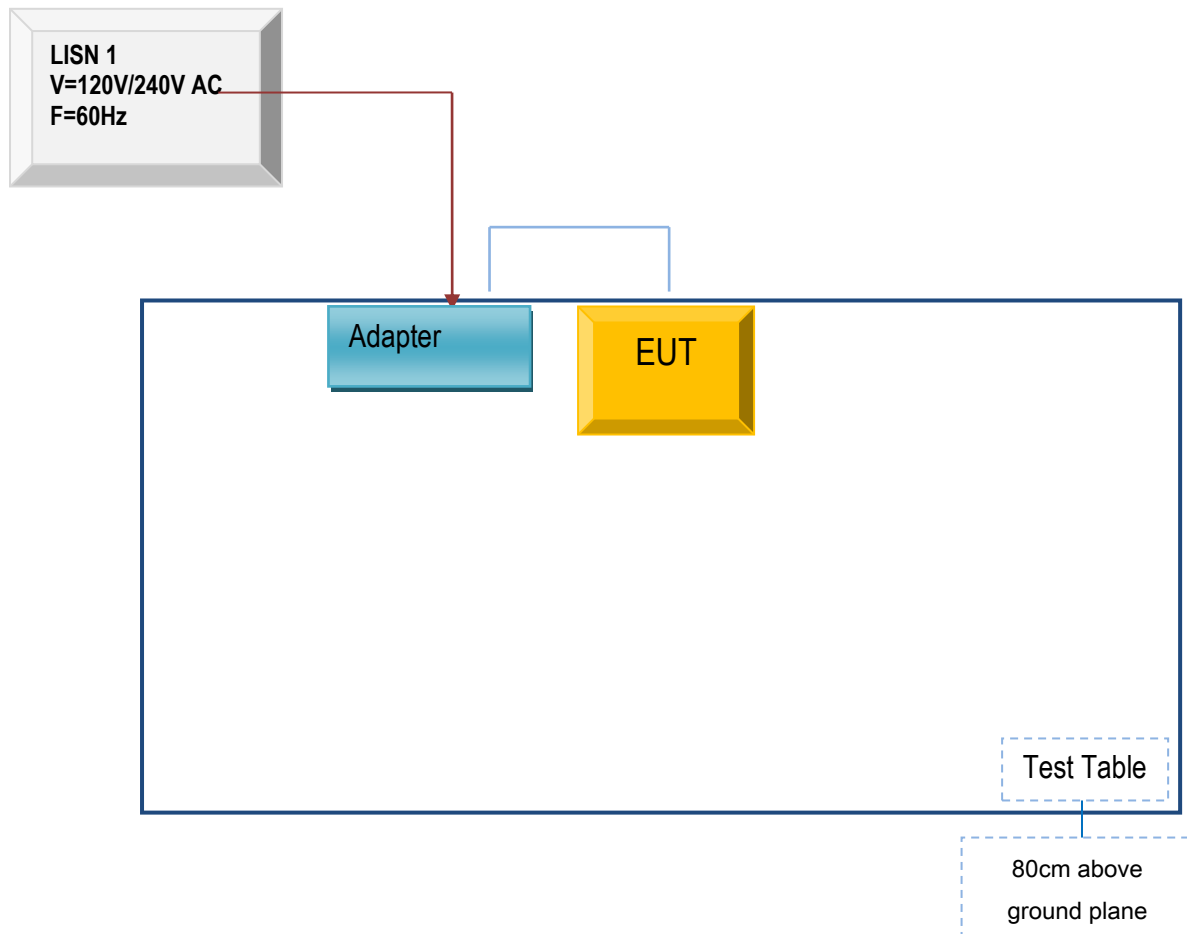 LISN 1
V=120V/240V AC
F=60Hz
Adapter
EUT
Test Table
80cm above
ground plane